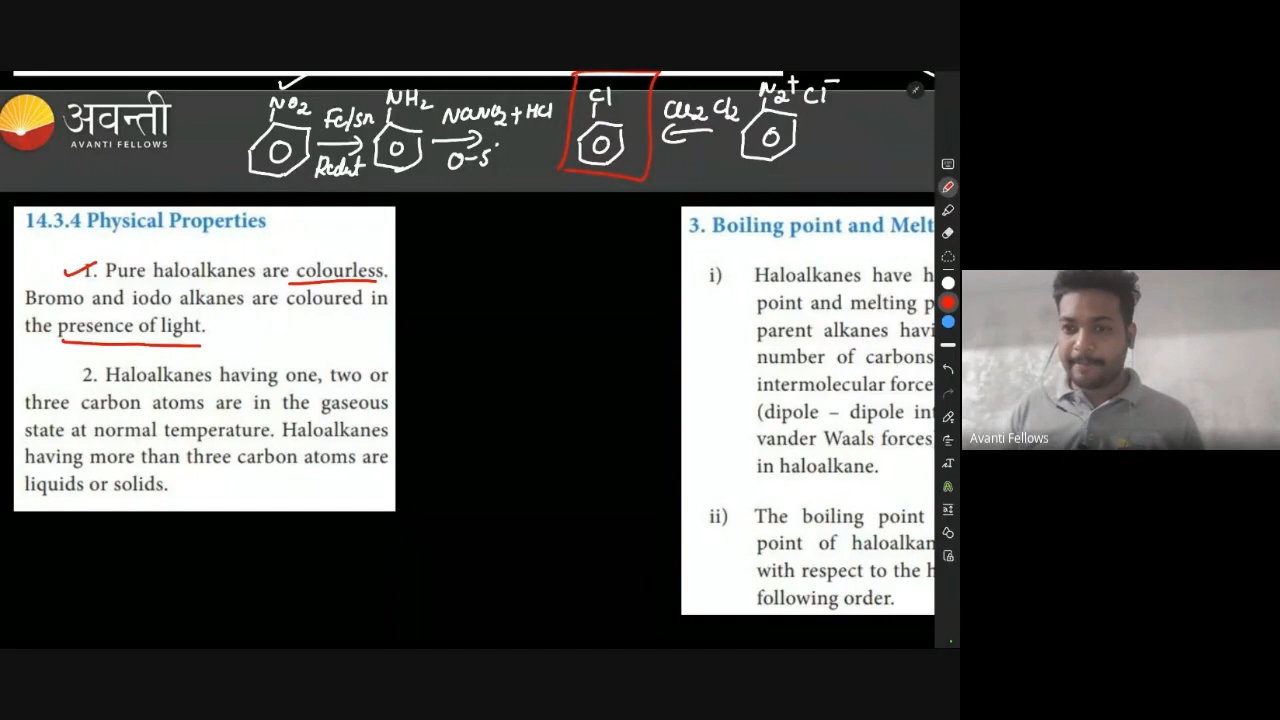 अवन्ती
AVANTI FELLOWS
NO2
Fe/Sn
NH2
NaNO2 + HCl
0-5
Cl
Cu2 Cl2
N2+ Cl−
14.3.4 Physical Properties
1. Pure haloalkanes are colourless.
Bromo and iodo alkanes are coloured in
the presence of light.
2. Haloalkanes having one, two or
three carbon atoms are in the gaseous
state at normal temperature. Haloalkanes
having more than three carbon atoms are
liquids or solids.
3. Boiling point and Melt
i) Haloalkanes have h
point and melting p
parent alkanes havi
number of carbons
intermolecular force
(dipole – dipole int
vander Waals forces
in haloalkane.
ii) The boiling point
point of haloalkan
with respect to the h
following order.
Avanti Fellows